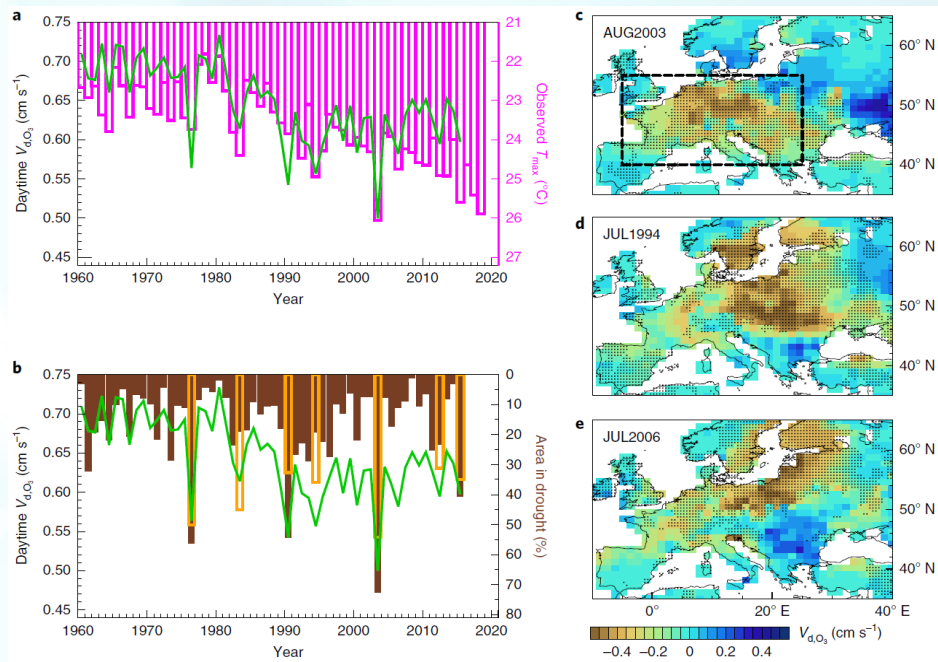 a
0.75
0.70
0.65
0.60
0.55
0.50
0.45
Daytime V_d,O₃ (cm s⁻¹)
1960 1970 1980 1990 2000 2010 2020
Year
21
22
23
24
25
26
27
Observed T_max (°C)
b
0.75
0.70
0.65
0.60
0.55
0.50
0.45
Daytime V_d,O₃ (cm s⁻¹)
1960 1970 1980 1990 2000 2010 2020
Year
0
10
20
30
40
50
60
70
80
Area in drought (%)
c
AUG2003
60° N
50° N
40° N
d
JUL1994
60° N
50° N
40° N
e
JUL2006
60° N
50° N
40° N
0° 20° E 40° E
V_d,O₃ (cm s⁻¹)
−0.4 −0.2 0 0.2 0.4